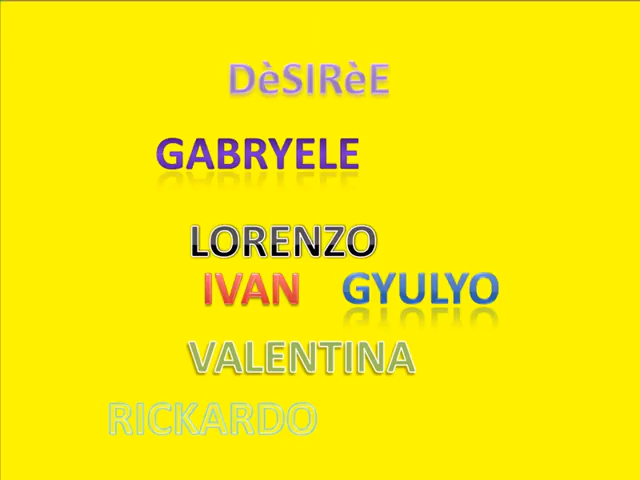 DèSIRèE
GABRYELE
LORENZO
IVAN GYULYO
VALENTINA
RICKARDO